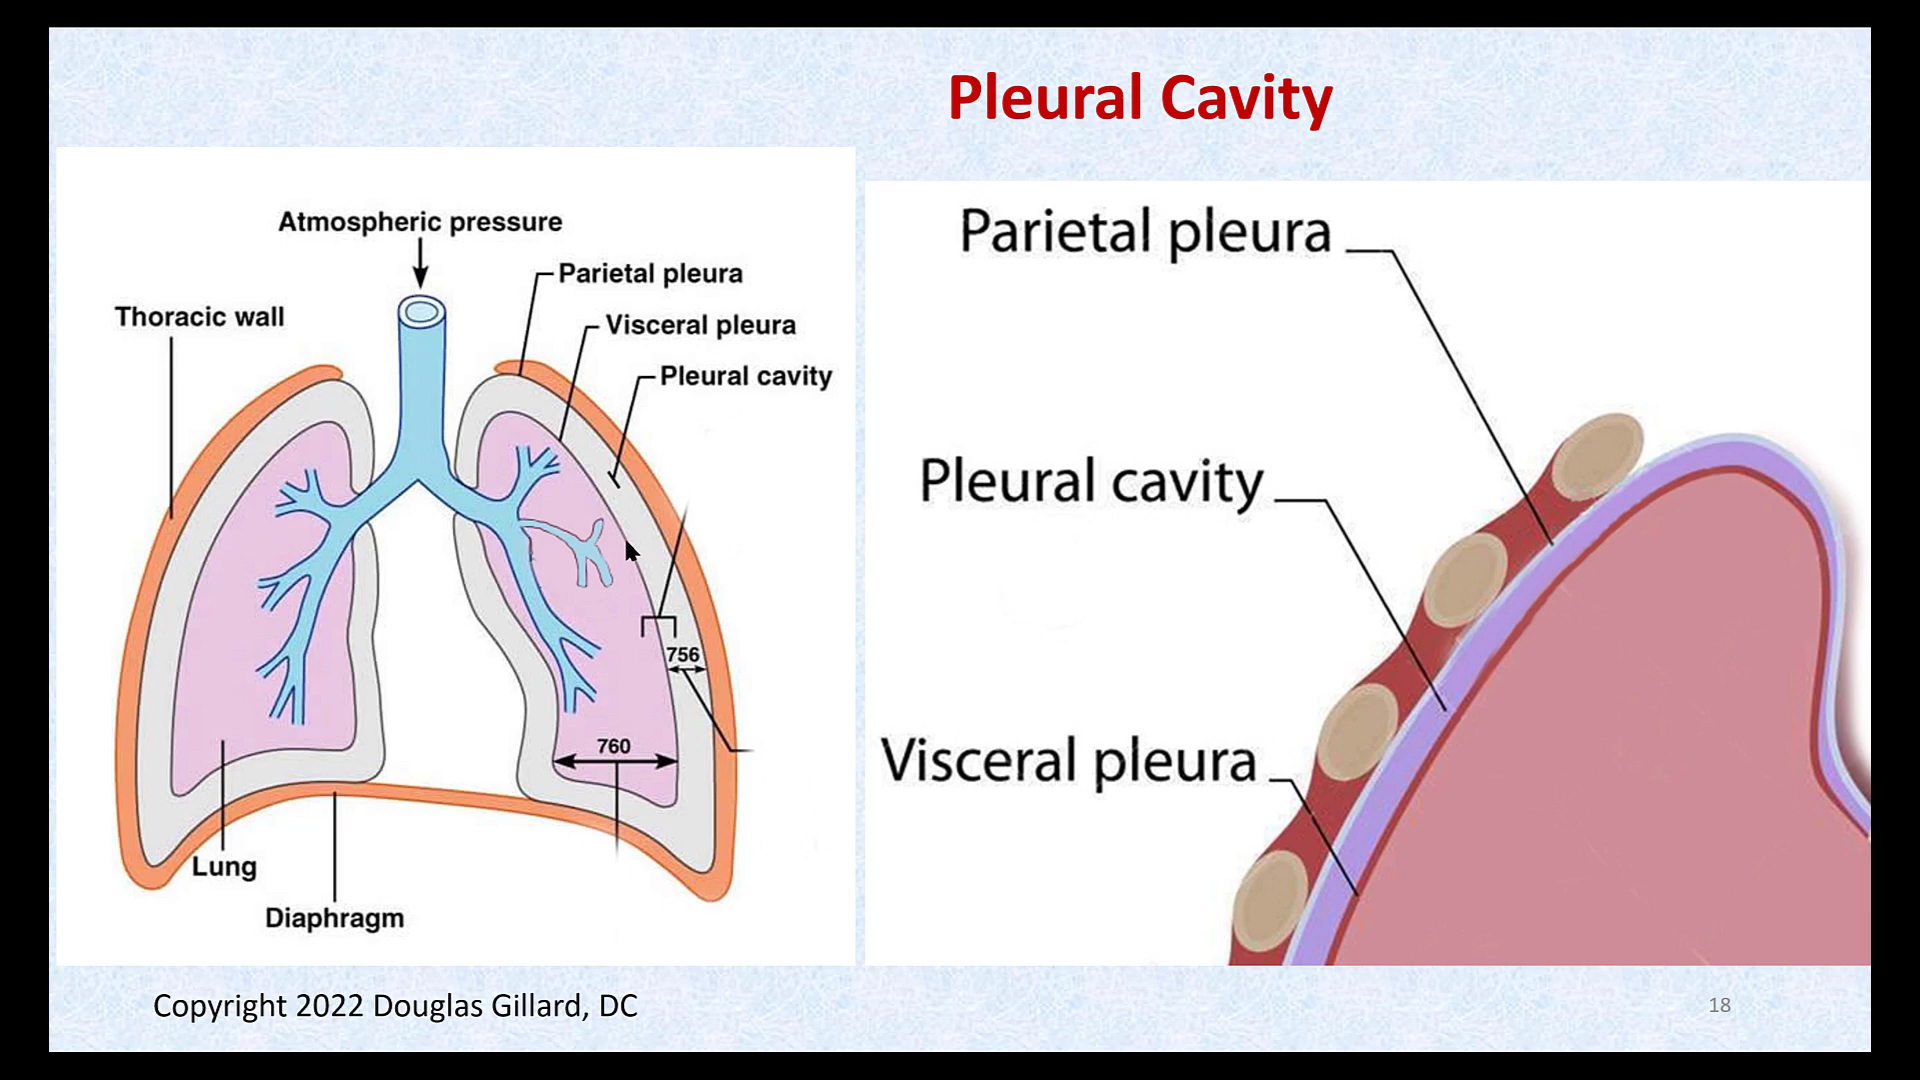 Pleural Cavity
Atmospheric pressure
Parietal pleura
Thoracic wall
Visceral pleura
Pleural cavity
756
760
Lung
Diaphragm
Parietal pleura
Pleural cavity
Visceral pleura
Copyright 2022 Douglas Gillard, DC
18